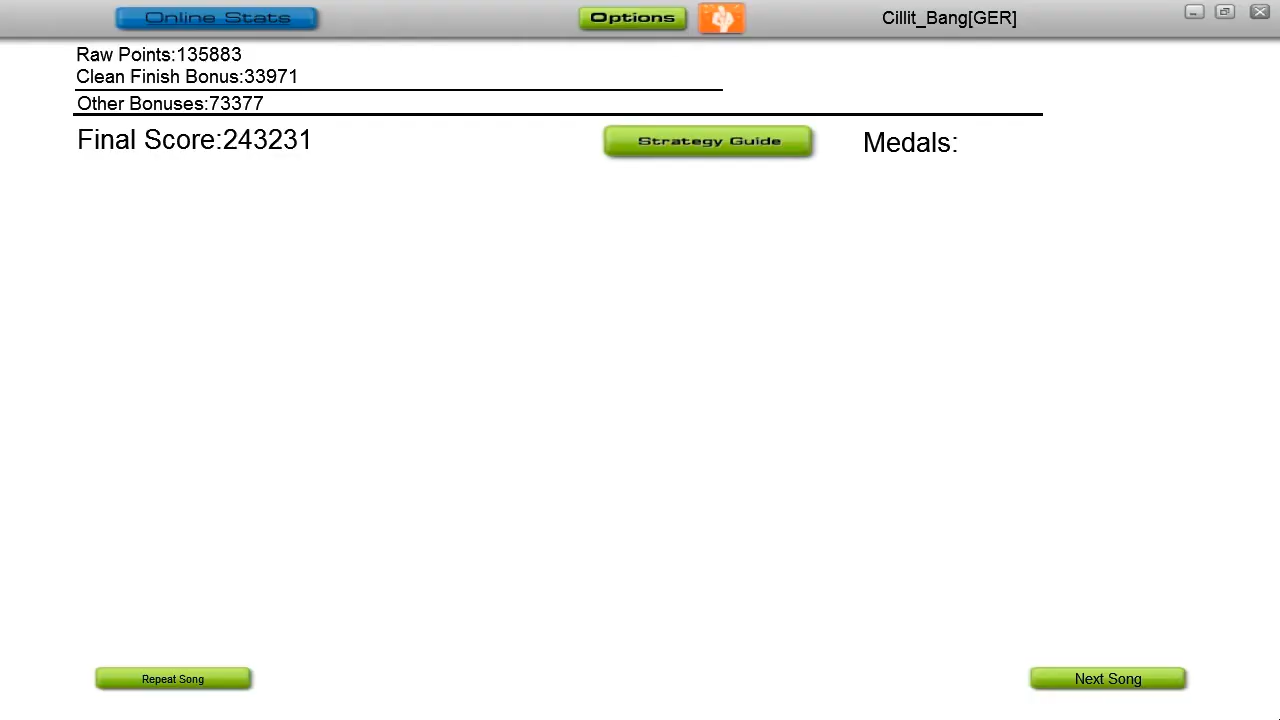 Online Stats
Options
Cillit_Bang[GER]
Raw Points:135883
Clean Finish Bonus:33971
Other Bonuses:73377
Final Score:243231
Strategy Guide
Medals:
Repeat Song
Next Song